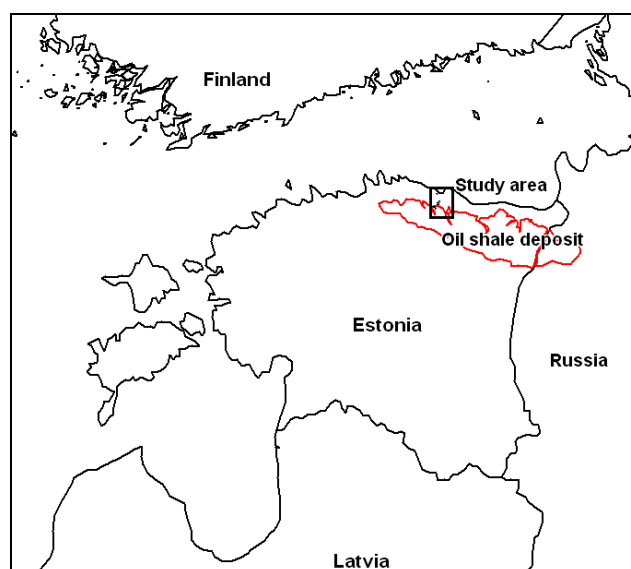 Finland
Study area
Oil shale deposit
Estonia
Russia
Latvia